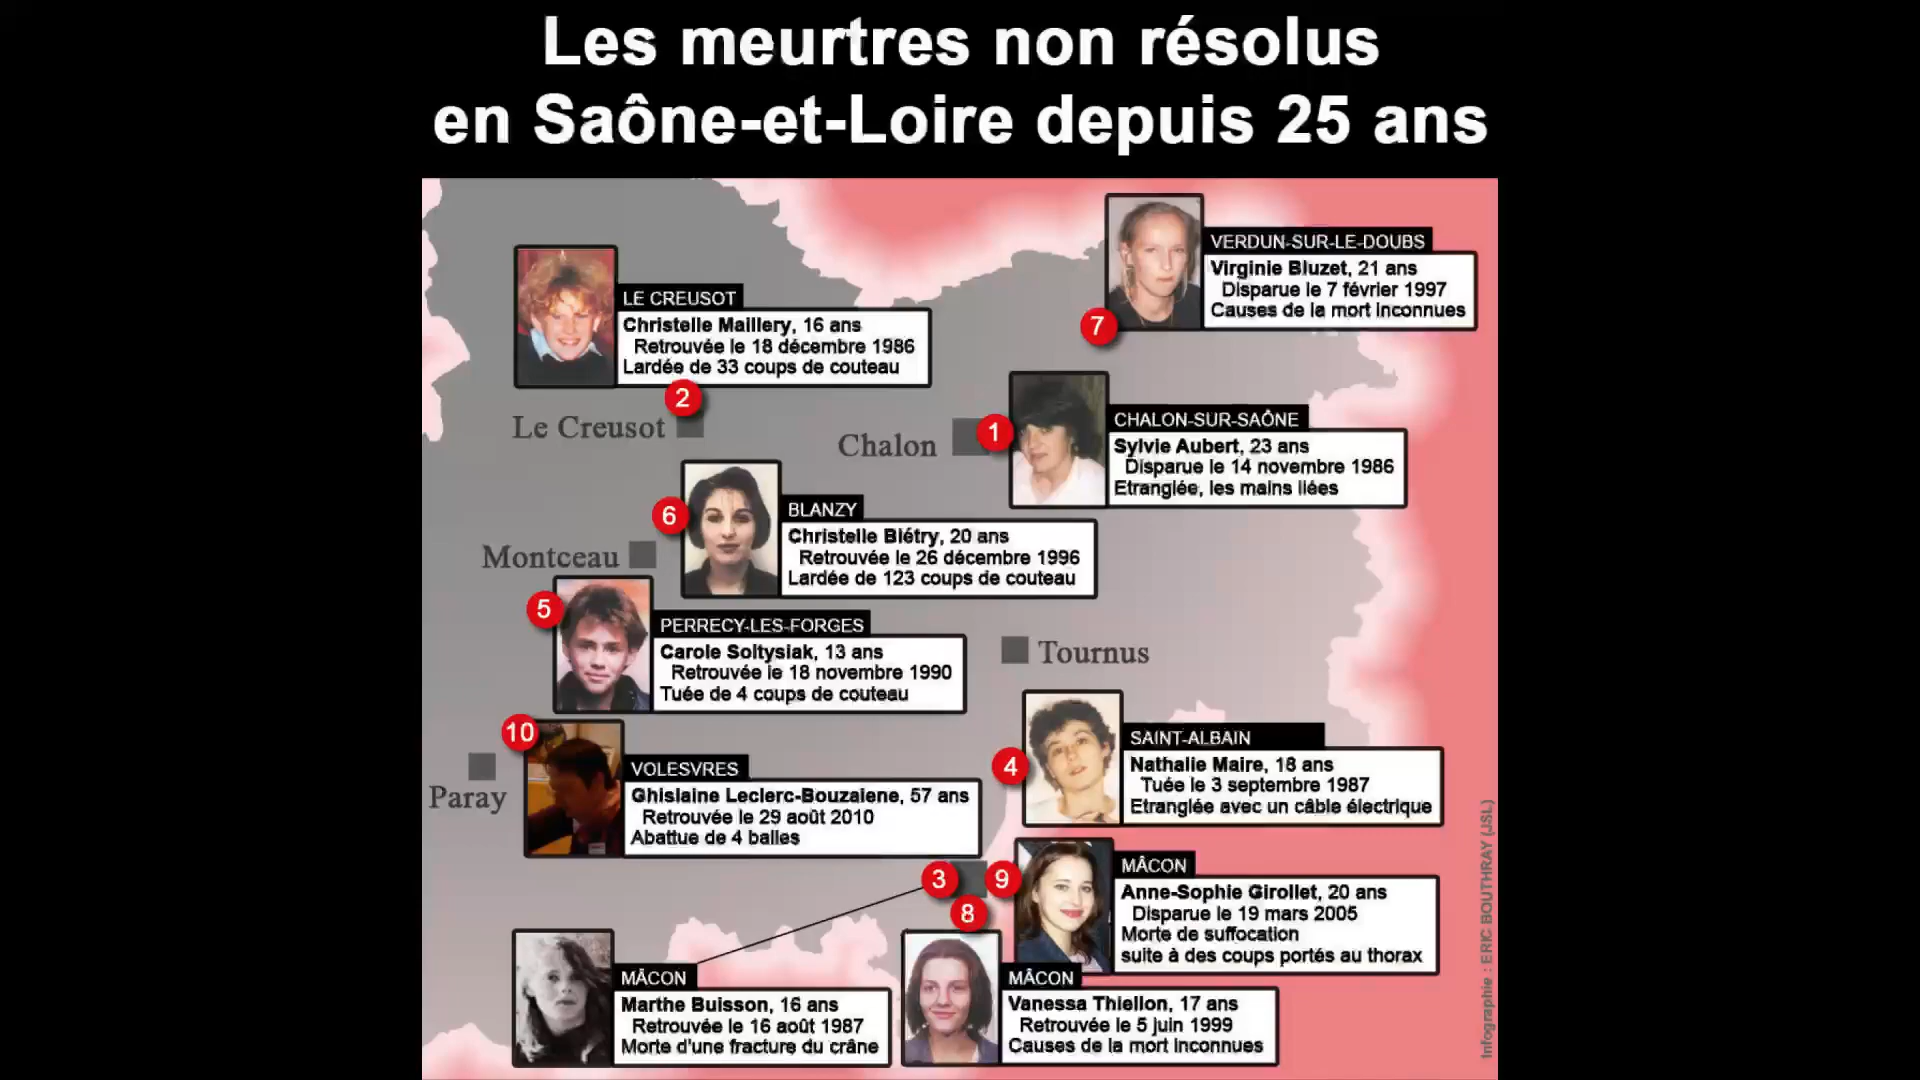 Les meurtres non résolus
en Saône-et-Loire depuis 25 ans
7
VERDUN-SUR-LE-DOUBS
Virginie Bluzet, 21 ans
Disparue le 7 février 1997
Causes de la mort inconnues
LE CREUSOT
Christelle Maillery, 16 ans
Retrouvée le 18 décembre 1986
Lardée de 33 coups de couteau
2
Le Creusot
Chalon
1
CHALON-SUR-SAÔNE
Sylvie Aubert, 23 ans
Disparue le 14 novembre 1986
Etranglée, les mains liées
6
BLANZY
Christelle Biétry, 20 ans
Retrouvée le 26 décembre 1996
Lardée de 123 coups de couteau
Montceau
5
PERRECY-LES-FORGES
Carole Soltysiak, 13 ans
Retrouvée le 18 novembre 1990
Tuée de 4 coups de couteau
Tournus
10
Paray
VOLESVRES
Ghislaine Leclerc-Bouzaiene, 57 ans
Retrouvée le 29 août 2010
Abattue de 4 balles
4
SAINT-ALBAIN
Nathalie Maire, 18 ans
Tuée le 3 septembre 1987
Etranglée avec un câble électrique
3
9
8
MÂCON
Anne-Sophie Girollet, 20 ans
Disparue le 19 mars 2005
Morte de suffocation
suite à des coups portés au thorax
MÂCON
Marthe Buisson, 16 ans
Retrouvée le 16 août 1987
Morte d'une fracture du crâne
MÂCON
Vanessa Thiellon, 17 ans
Retrouvée le 5 juin 1999
Causes de la mort inconnues
Infographie : ERIC BOUTHRAY (JSL)